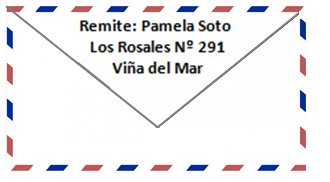 Remite: Pamela Soto
Los Rosales Nº 291
Viña del Mar